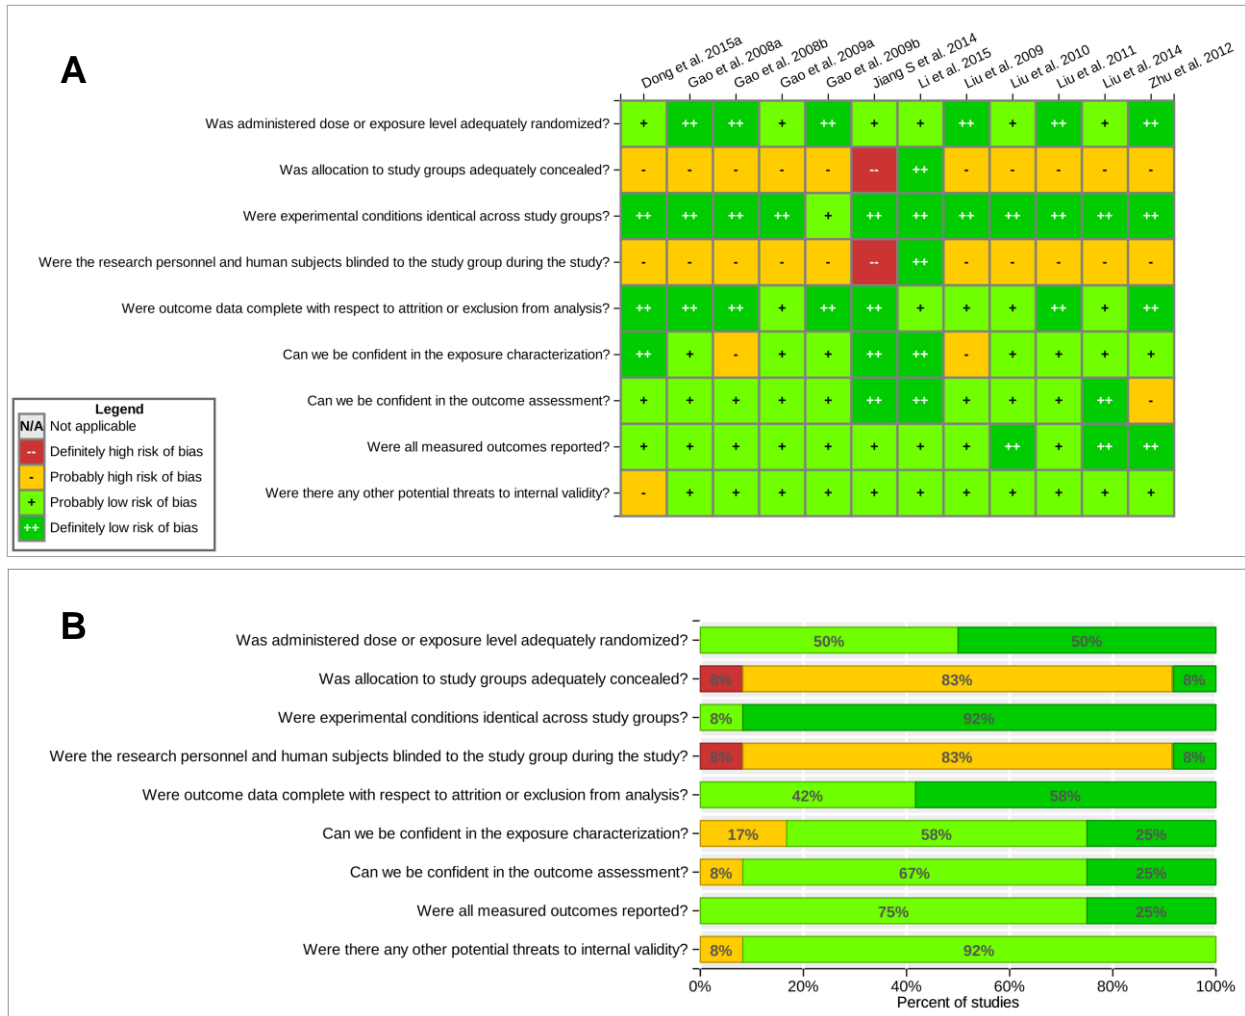 A
Dong et al. 2015a
Gao et al. 2008a
Gao et al. 2008b
Gao et al. 2009a
Gao et al. 2009b
Jiang S et al. 2014
Li et al. 2015
Liu et al. 2009
Liu et al. 2010
Liu et al. 2011
Liu et al. 2014
Zhu et al. 2012
Was administered dose or exposure level adequately randomized? + ++ ++ + ++ + + ++ + ++ + ++
Was allocation to study groups adequately concealed? - - - - - -- ++ - - - - -
Were experimental conditions identical across study groups? ++ ++ ++ ++ + ++ ++ ++ ++ ++ ++ ++
Were the research personnel and human subjects blinded to the study group during the study? - - - - - -- ++ - - - - -
Were outcome data complete with respect to attrition or exclusion from analysis? ++ ++ ++ + ++ ++ + + + ++ + ++
Can we be confident in the exposure characterization? ++ + - + + ++ ++ - + + + +
Can we be confident in the outcome assessment? + + + + + ++ ++ + + + ++ -
Were all measured outcomes reported? + + + + + + + + ++ + ++ ++
Were there any other potential threats to internal validity? - + + + + + + + + + + +
Legend
N/A Not applicable
-- Definitely high risk of bias
- Probably high risk of bias
+ Probably low risk of bias
++ Definitely low risk of bias
B
Was administered dose or exposure level adequately randomized? 50% 50%
Was allocation to study groups adequately concealed? 8% 83% 8%
Were experimental conditions identical across study groups? 8% 92%
Were the research personnel and human subjects blinded to the study group during the study? 8% 83% 8%
Were outcome data complete with respect to attrition or exclusion from analysis? 42% 58%
Can we be confident in the exposure characterization? 17% 58% 25%
Can we be confident in the outcome assessment? 8% 67% 25%
Were all measured outcomes reported? 75% 25%
Were there any other potential threats to internal validity? 8% 92%
0% 20% 40% 60% 80% 100%
Percent of studies